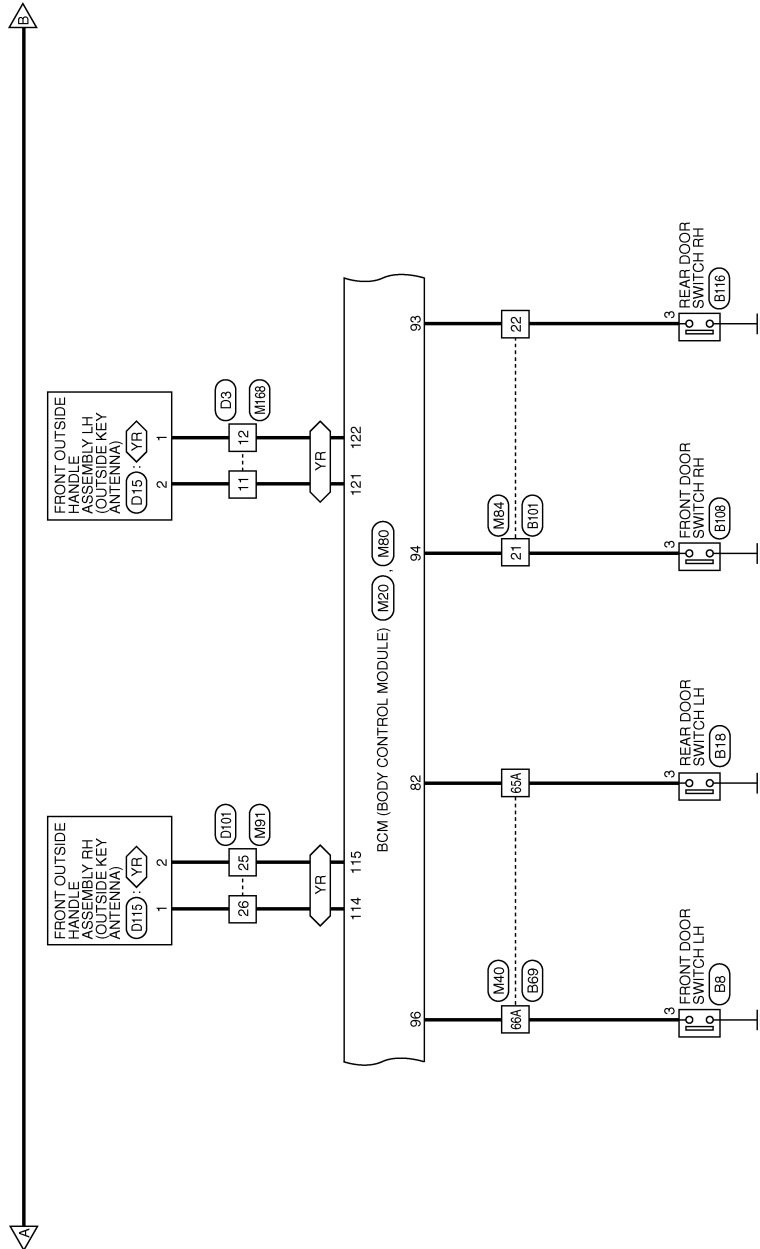 A
B
FRONT OUTSIDE
HANDLE
ASSEMBLY RH
(OUTSIDE KEY
ANTENNA)
D115 : YR
1
2
FRONT OUTSIDE
HANDLE
ASSEMBLY LH
(OUTSIDE KEY
ANTENNA)
D15 : YR
2
1
26
25
D101
M91
11
12
D3
M168
YR
YR
114
115
121
122
BCM (BODY CONTROL MODULE) M20 , M80
96
82
94
93
66A
M40
B69
65A
21
M84
B101
22
3
FRONT DOOR
SWITCH LH
B8
3
REAR DOOR
SWITCH LH
B18
3
FRONT DOOR
SWITCH RH
B108
3
REAR DOOR
SWITCH RH
B116